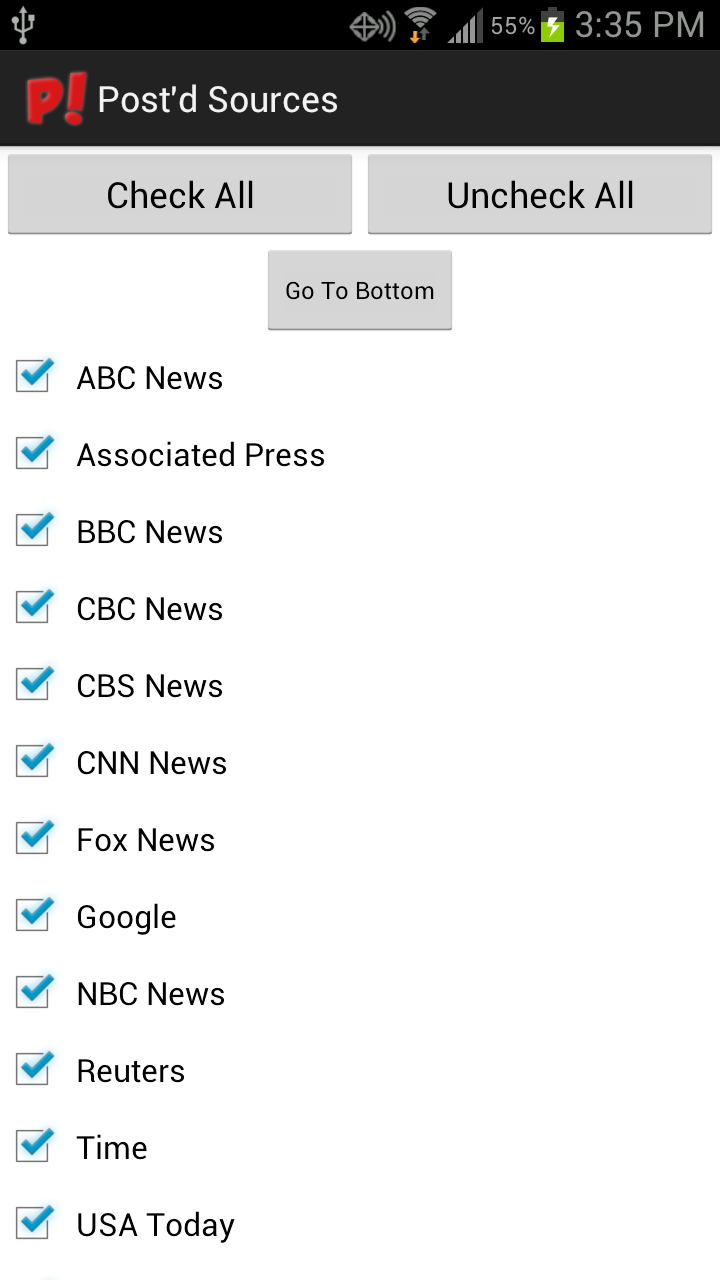 55% 3:35 PM
P! Post'd Sources
Check All Uncheck All
Go To Bottom
ABC News
Associated Press
BBC News
CBC News
CBS News
CNN News
Fox News
Google
NBC News
Reuters
Time
USA Today